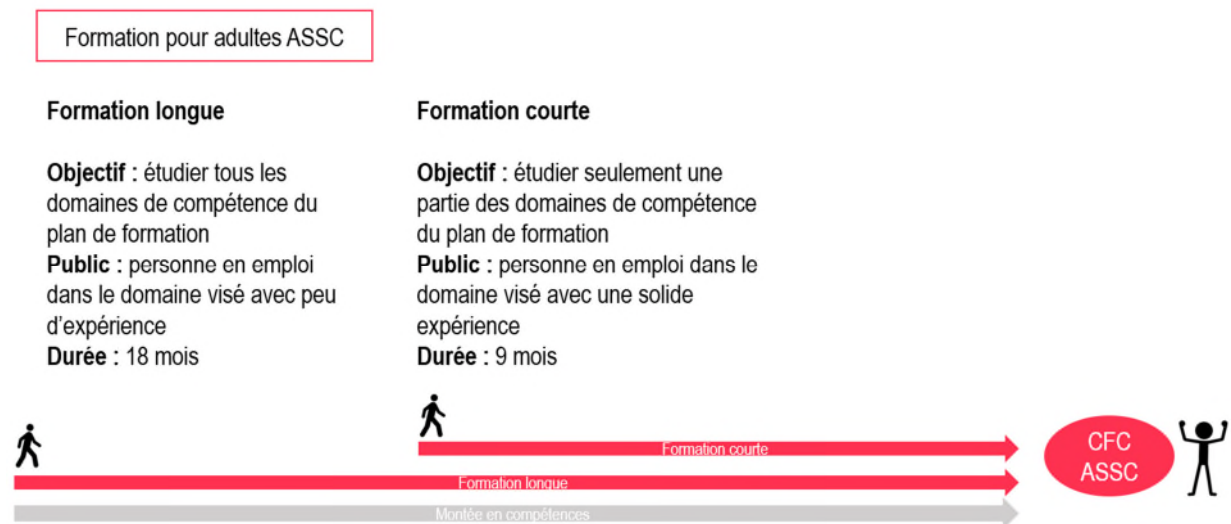 Formation pour adultes ASSC
Formation longue
Objectif : étudier tous les
domaines de compétence du
plan de formation
Public : personne en emploi
dans le domaine visé avec peu
d'expérience
Durée : 18 mois
Formation courte
Objectif : étudier seulement une
partie des domaines de compétence
du plan de formation
Public : personne en emploi dans le
domaine visé avec une solide
expérience
Durée : 9 mois
Formation courte
Formation longue
Montée en compétences
CFC
ASSC